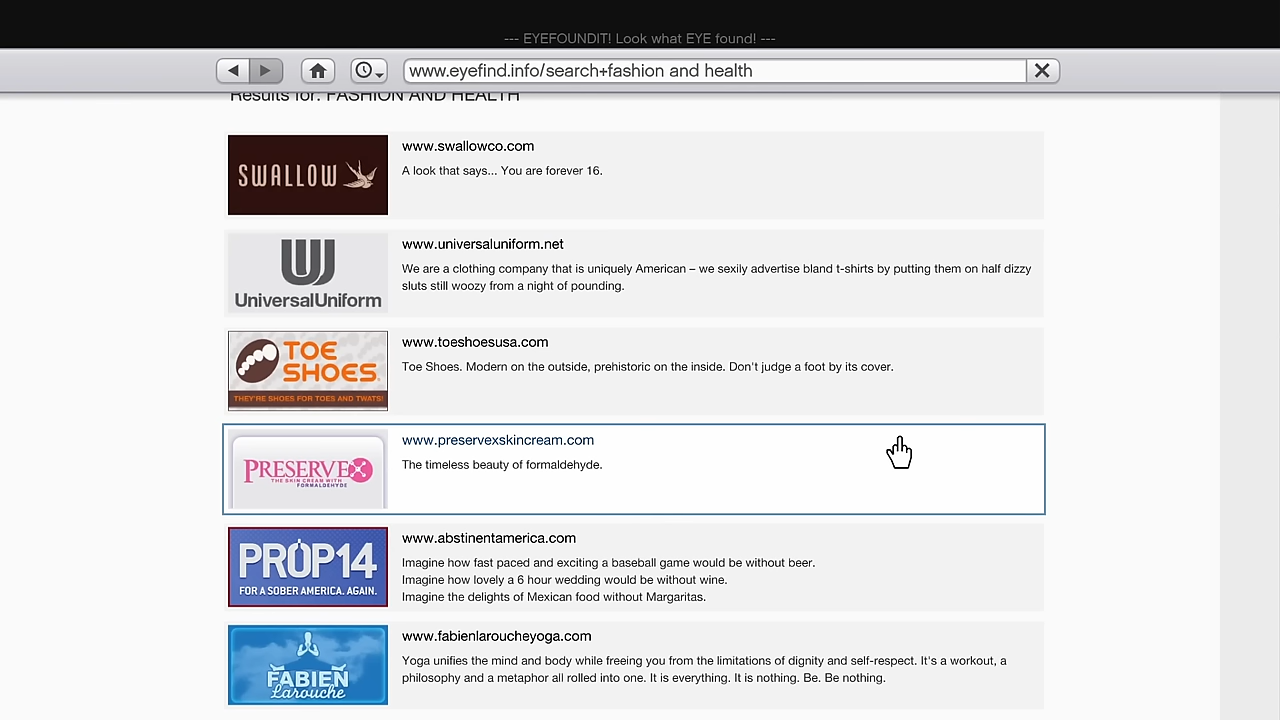 --- EYEFOUNDIT! Look what EYE found! ---
www.eyefind.info/search+fashion and health
Results for: FASHION AND HEALTH
SWALLOW
www.swallowco.com
A look that says... You are forever 16.
UniversalUniform
www.universaluniform.net
We are a clothing company that is uniquely American – we sexily advertise bland t-shirts by putting them on half dizzy
sluts still woozy from a night of pounding.
TOE
SHOES
THEY'RE SHOES FOR TOES AND TWATS!
www.toeshoesusa.com
Toe Shoes. Modern on the outside, prehistoric on the inside. Don't judge a foot by its cover.
PRESERVEX
THE SKIN CREAM WITH
FORMALDEHYDE
www.preservexskincream.com
The timeless beauty of formaldehyde.
PROP14
FOR A SOBER AMERICA. AGAIN.
www.abstinentamerica.com
Imagine how fast paced and exciting a baseball game would be without beer.
Imagine how lovely a 6 hour wedding would be without wine.
Imagine the delights of Mexican food without Margaritas.
FABIEN
Larouche
www.fabienlaroucheyoga.com
Yoga unifies the mind and body while freeing you from the limitations of dignity and self-respect. It's a workout, a
philosophy and a metaphor all rolled into one. It is everything. It is nothing. Be. Be nothing.